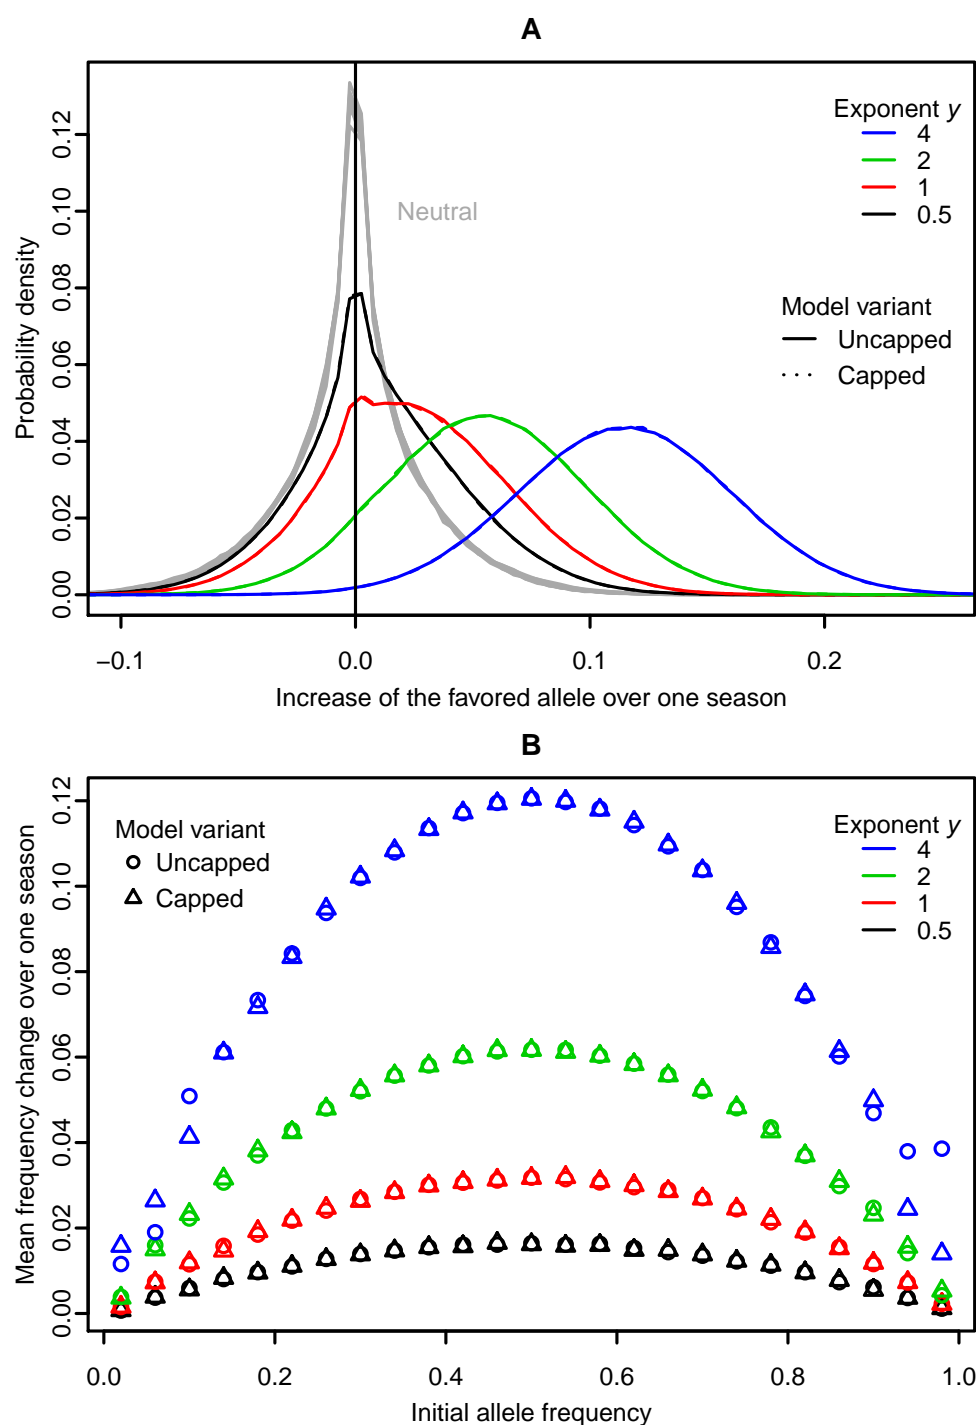 A
Probability density
0.00
0.02
0.04
0.06
0.08
0.10
0.12
Neutral
Exponent y
4
2
1
0.5
Model variant
Uncapped
Capped
−0.1
0.0
0.1
0.2
Increase of the favored allele over one season
B
Mean frequency change over one season
0.00
0.02
0.04
0.06
0.08
0.10
0.12
Model variant
Uncapped
Capped
Exponent y
4
2
1
0.5
0.0
0.2
0.4
0.6
0.8
1.0
Initial allele frequency